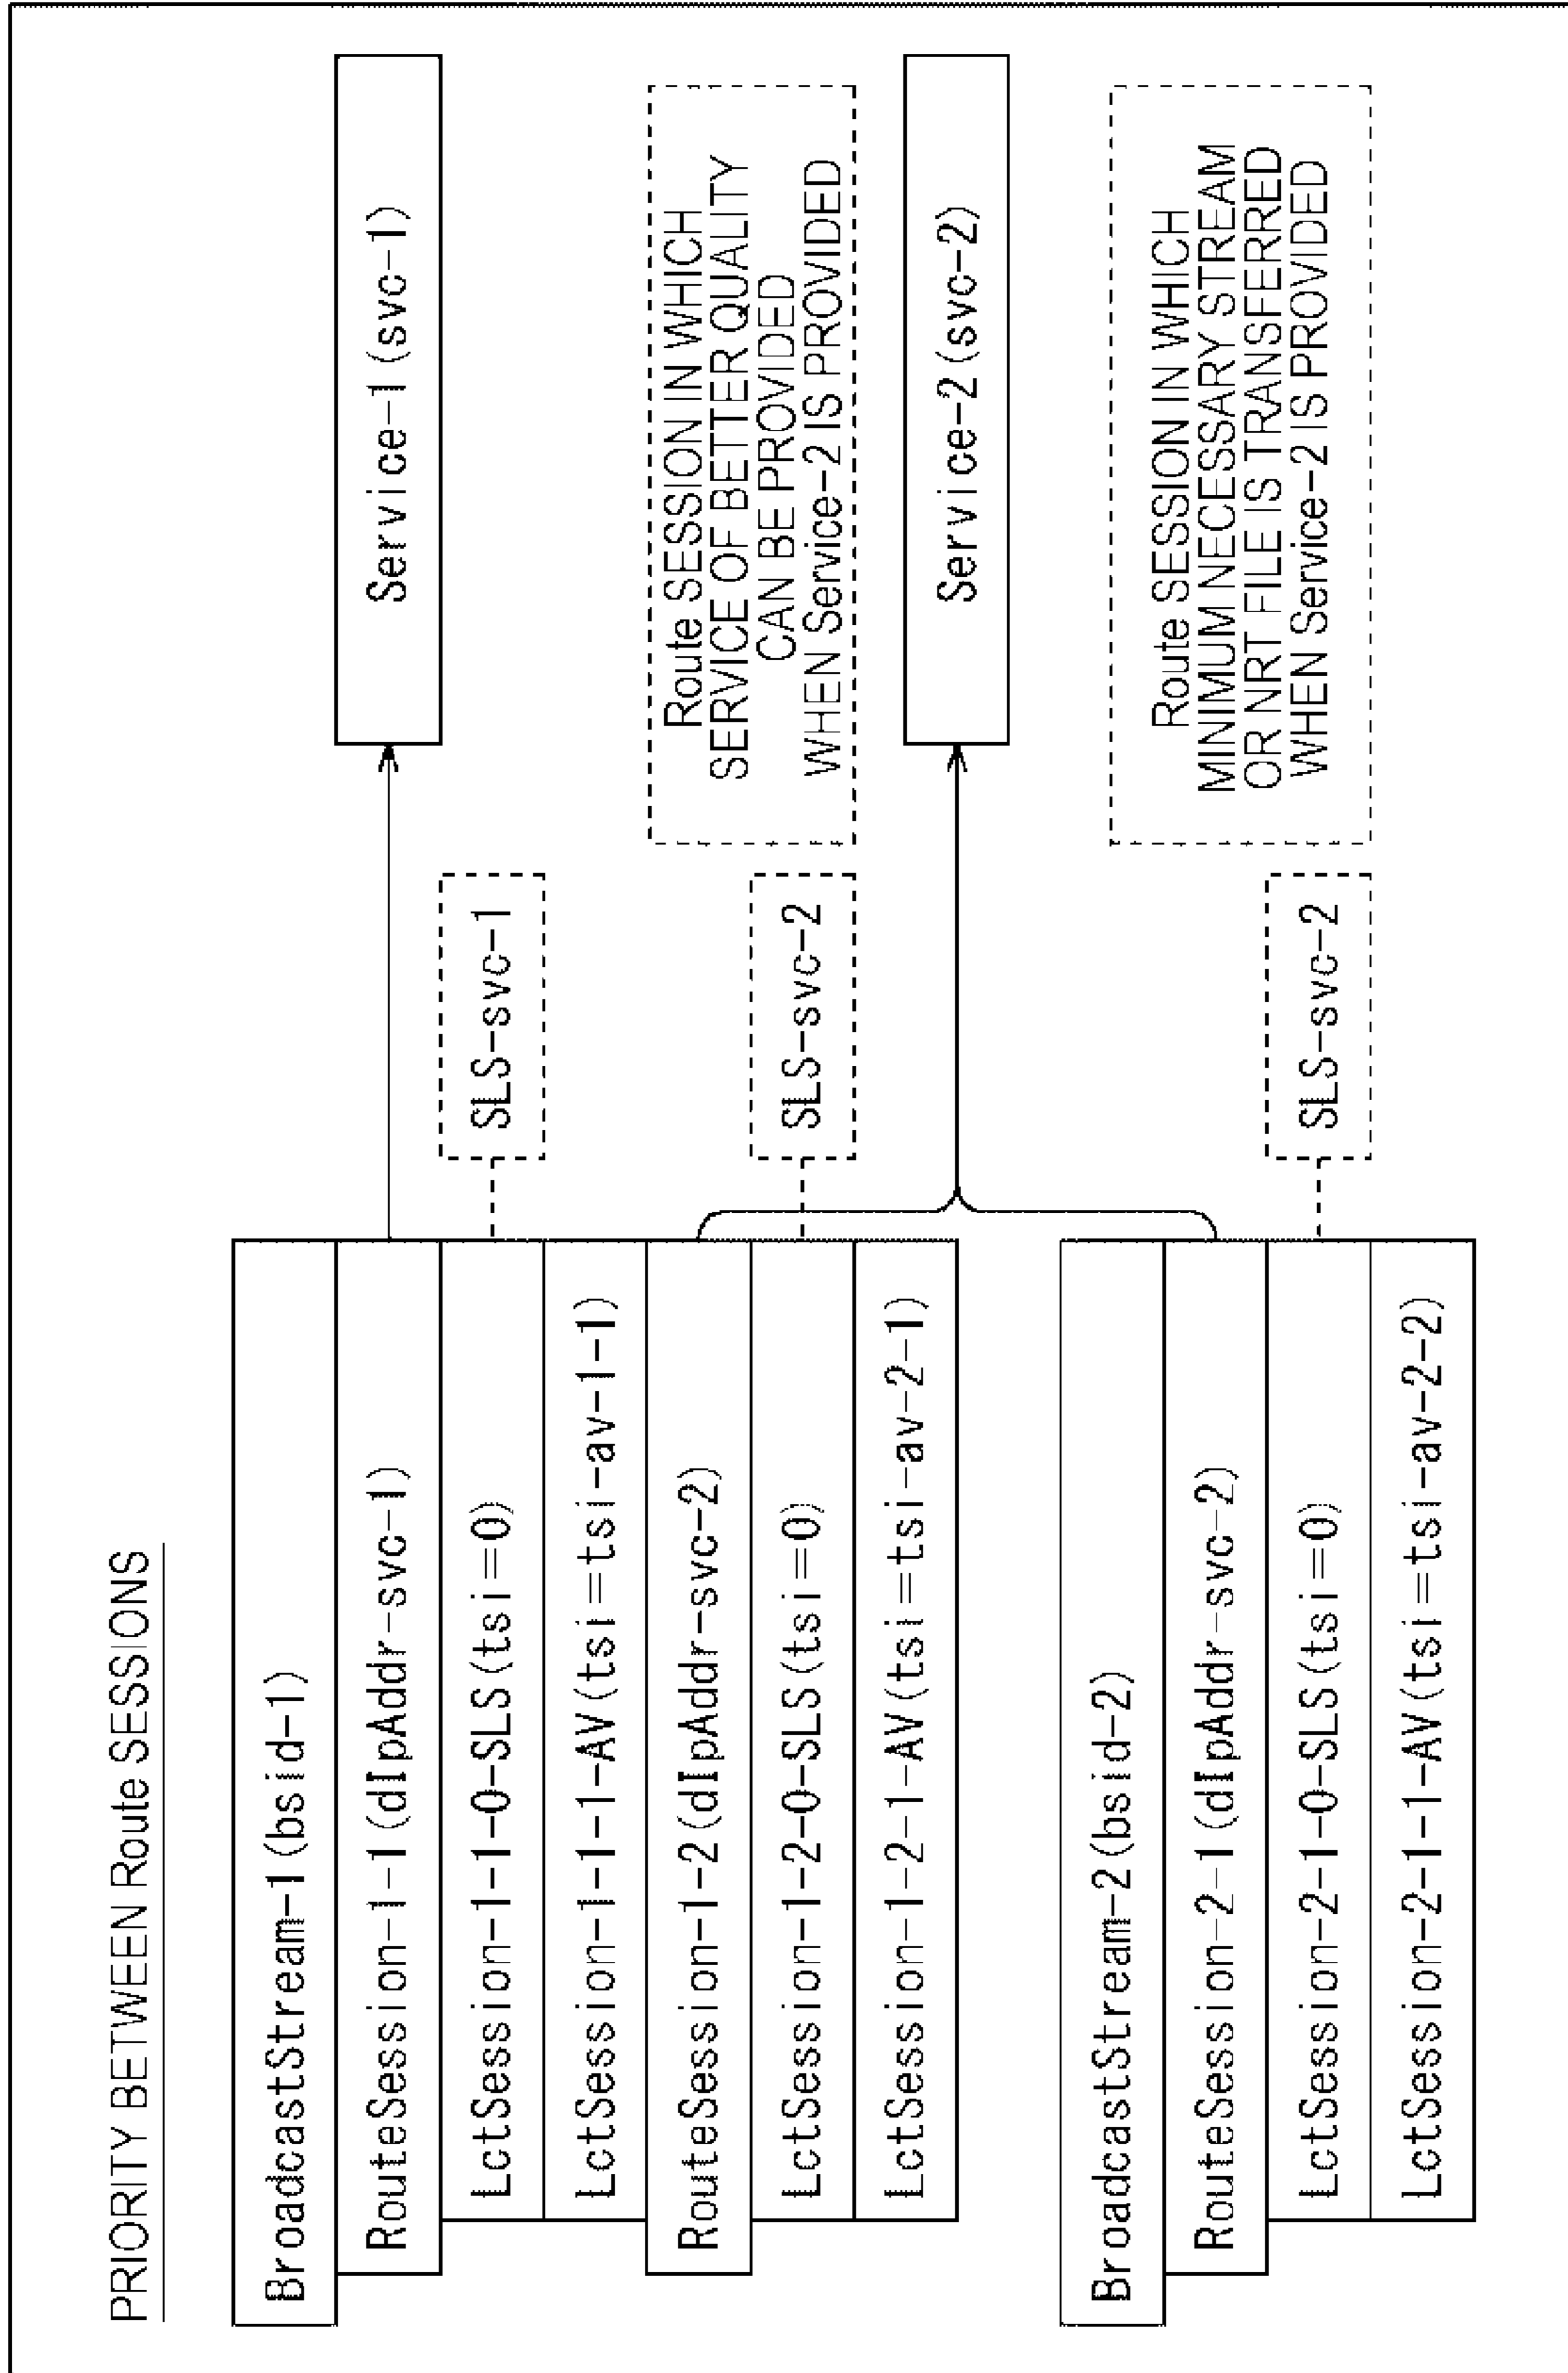 PRIORITY BETWEEN Route SESSIONS
BroadcastStream-1(bsid-1)
RouteSession-1-1(dIpAddr-svc-1)
Service-1(svc-1)
LctSession-1-1-0-SLS(tsi=0)
SLS-svc-1
LctSession-1-1-1-AV(tsi=tsi-av-1-1)
RouteSession-1-2(dIpAddr-svc-2)
LctSession-1-2-0-SLS(tsi=0)
SLS-svc-2
Route SESSION IN WHICH
SERVICE OF BETTER QUALITY
CAN BE PROVIDED
WHEN Service-2 IS PROVIDED
LctSession-1-2-1-AV(tsi=tsi-av-2-1)
Service-2(svc-2)
BroadcastStream-2(bsid-2)
RouteSession-2-1(dIpAddr-svc-2)
LctSession-2-1-0-SLS(tsi=0)
SLS-svc-2
Route SESSION IN WHICH
MINIMUM NECESSARY STREAM
OR NRT FILE IS TRANSFERRED
WHEN Service-2 IS PROVIDED
LctSession-2-1-1-AV(tsi=tsi-av-2-2)